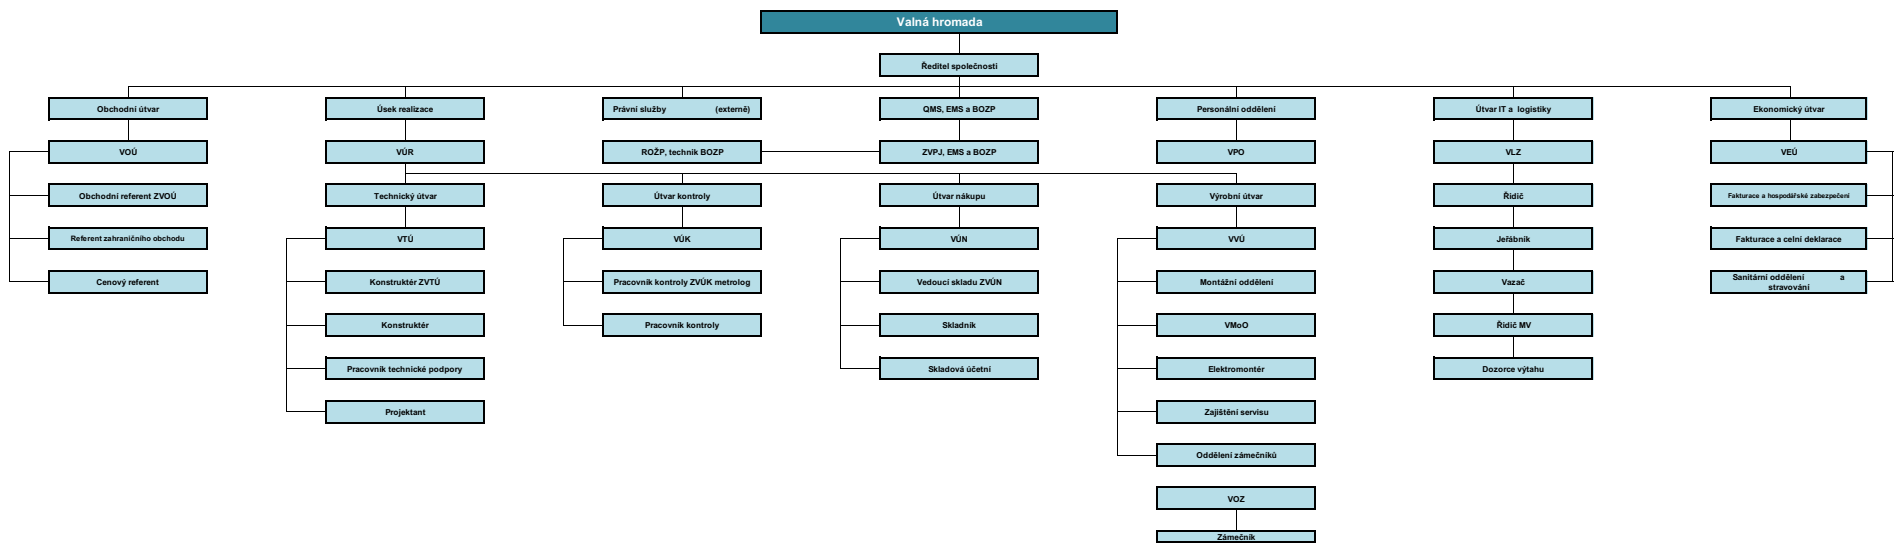 Valná hromada
Ředitel společnosti
Obchodní útvar
Úsek realizace
Právní služby (externě)
QMS, EMS a BOZP
Personální oddělení
Útvar IT a logistiky
Ekonomický útvar
VOÚ
VÚR
ROŽP, technik BOZP
ZVPJ, EMS a BOZP
VPO
VLZ
VEÚ
Obchodní referent ZVOÚ
Technický útvar
Útvar kontroly
Útvar nákupu
Výrobní útvar
Řidič
Fakturace a hospodářské zabezpečení
Referent zahraničního obchodu
VTÚ
VÚK
VÚN
VVÚ
Jeřábník
Fakturace a celní deklarace
Cenový referent
Konstruktér ZVTÚ
Pracovník kontroly ZVÚK metrolog
Vedoucí skladu ZVÚN
Montážní oddělení
Vazač
Sanitární oddělení a
stravování
Konstruktér
Pracovník kontroly
Skladník
VMoO
Řidič MV
Pracovník technické podpory
Skladová účetní
Elektromontér
Dozorce výtahu
Projektant
Zajištění servisu
Oddělení zámečníků
VOZ
Zámečník